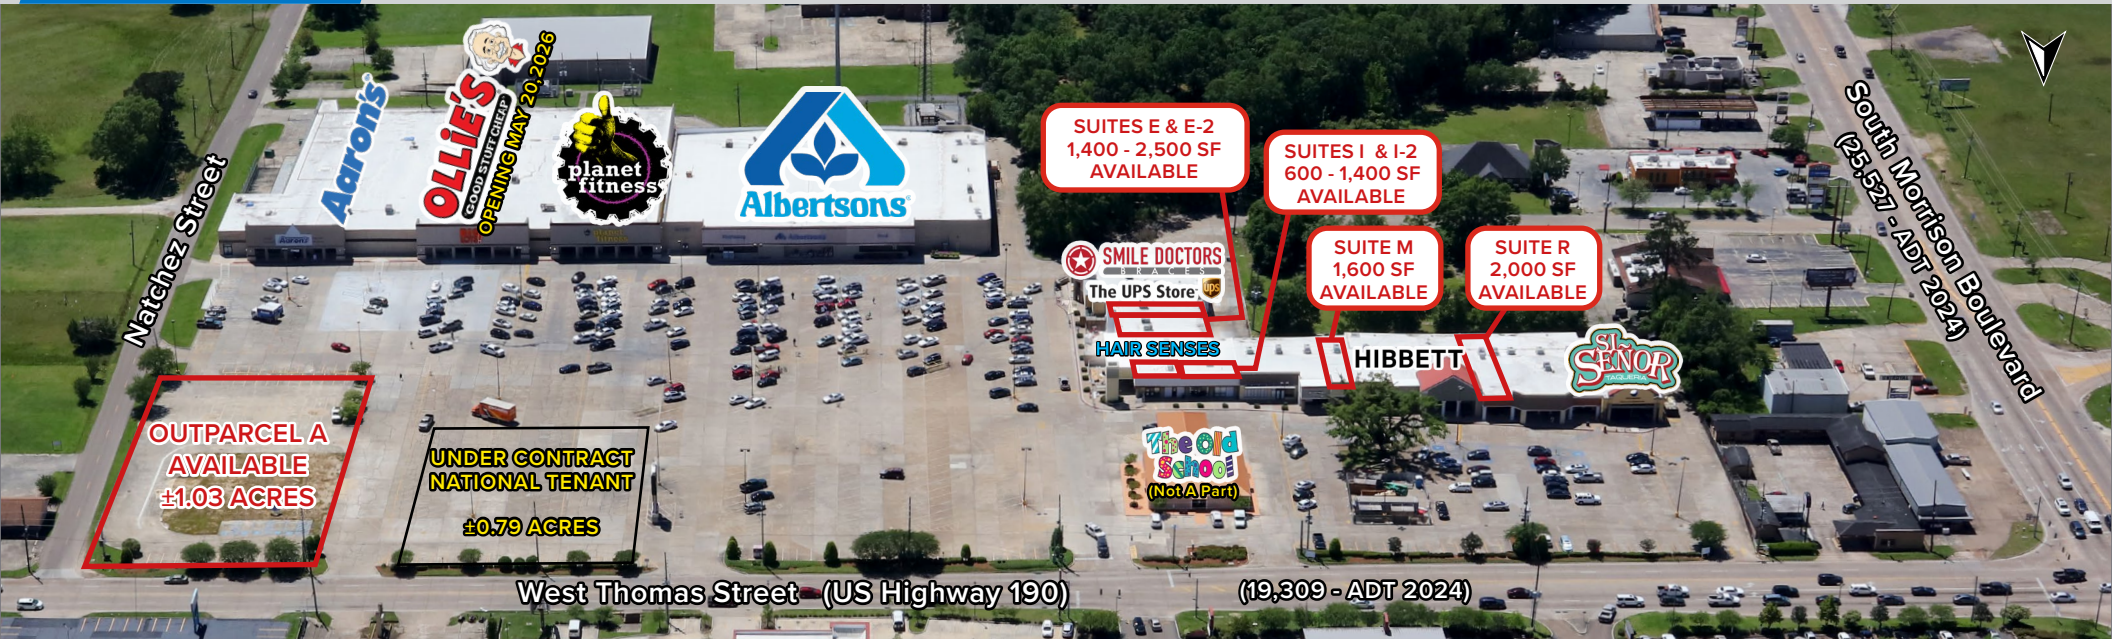 Natchez Street
Aaron's
OLLIE'S
GOOD STUFF CHEAP
OPENING MAY 20, 2026
planet
fitness
Albertsons
SUITES E & E-2
1,400 - 2,500 SF
AVAILABLE
SUITES I & I-2
600 - 1,400 SF
AVAILABLE
SUITE M
1,600 SF
AVAILABLE
SUITE R
2,000 SF
AVAILABLE
South Morrison Boulevard
(25,527 - ADT 2024)
SMILE DOCTORS
BRACES
The UPS Store
ups
HAIR SENSES
HIBBETT
SI SEÑOR
TAQUERIA
OUTPARCEL A
AVAILABLE
±1.03 ACRES
UNDER CONTRACT
NATIONAL TENANT
±0.79 ACRES
The Old
School
(Not A Part)
West Thomas Street (US Highway 190)
(19,309 - ADT 2024)